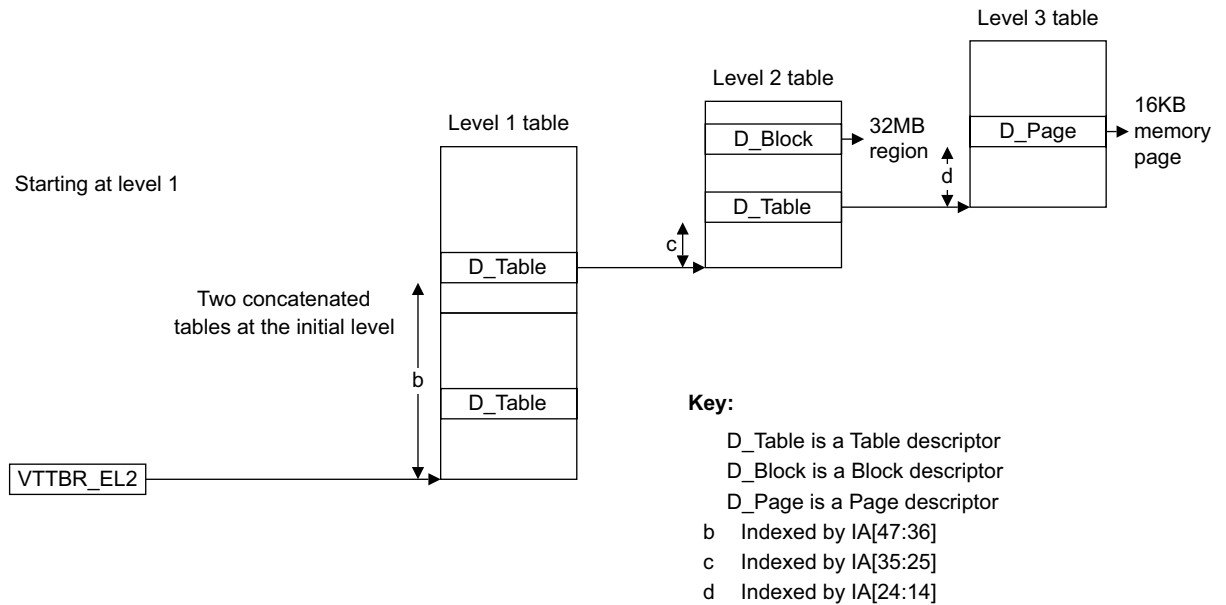 Level 3 table
Level 2 table
D_Block
32MB
region
D_Page
16KB
memory
page
Level 1 table
Starting at level 1
d
D_Table
c
D_Table
Two concatenated
tables at the initial level
b
D_Table
VTTBR_EL2
Key:
D_Table is a Table descriptor
D_Block is a Block descriptor
D_Page is a Page descriptor
b Indexed by IA[47:36]
c Indexed by IA[35:25]
d Indexed by IA[24:14]